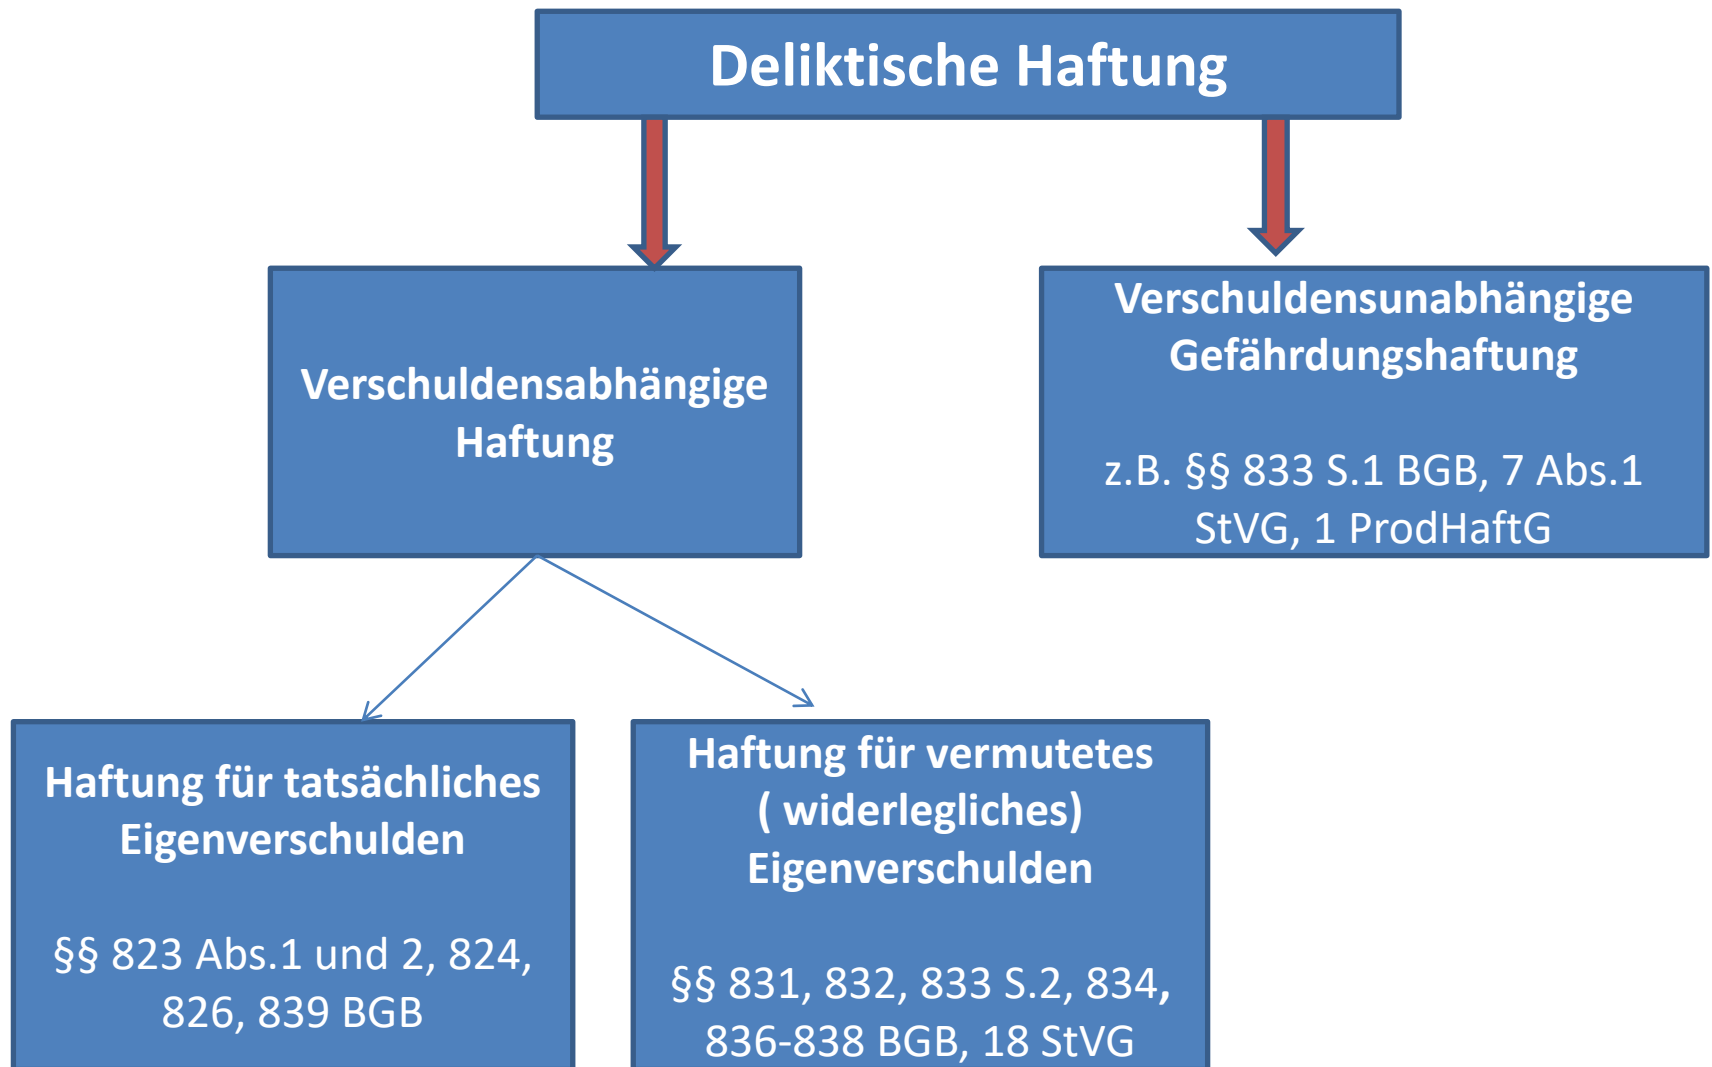 Deliktische Haftung
Verschuldensabhängige
Haftung
Verschuldensunabhängige
Gefährdungshaftung
z.B. §§ 833 S.1 BGB, 7 Abs.1
StVG, 1 ProdHaftG
Haftung für tatsächliches
Eigenverschulden
§§ 823 Abs.1 und 2, 824,
826, 839 BGB
Haftung für vermutetes
( widerlegliches)
Eigenverschulden
§§ 831, 832, 833 S.2, 834,
836-838 BGB, 18 StVG